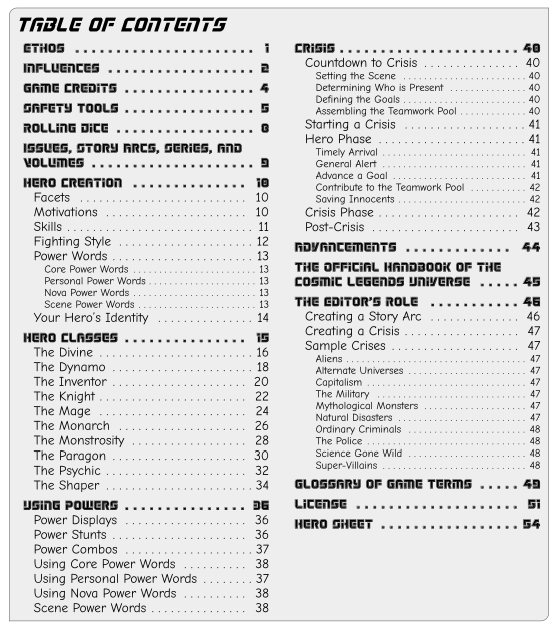 TABLE OF CONTENTS
ETHOS . . . . . . . . . . . . . . . . . . . . 1
INFLUENCES . . . . . . . . . . . . . . . . 2
GAME CREDITS . . . . . . . . . . . . . . 4
SAFETY TOOLS . . . . . . . . . . . . . . 5
ROLLING DICE . . . . . . . . . . . . . . 8
ISSUES, STORY ARCS, SERIES, AND
VOLUMES . . . . . . . . . . . . . . . . . 9
HERO CREATION . . . . . . . . . . . . . 10
Facets . . . . . . . . . . . . . . . . . . 10
Motivations . . . . . . . . . . . . . . . 10
Skills . . . . . . . . . . . . . . . . . . 11
Fighting Style . . . . . . . . . . . . . 12
Power Words . . . . . . . . . . . . . . 13
Core Power Words . . . . . . . . . . . . 13
Personal Power Words . . . . . . . . . . 13
Nova Power Words . . . . . . . . . . . . 13
Scene Power Words . . . . . . . . . . . 13
Your Hero's Identity . . . . . . . . . . 14
HERO CLASSES . . . . . . . . . . . . . . 15
The Divine . . . . . . . . . . . . . . . 16
The Dynamo . . . . . . . . . . . . . . 18
The Inventor . . . . . . . . . . . . . . 20
The Knight . . . . . . . . . . . . . . . 22
The Mage . . . . . . . . . . . . . . . 24
The Monarch . . . . . . . . . . . . . . 26
The Monstrosity . . . . . . . . . . . . 28
The Paragon . . . . . . . . . . . . . . 30
The Psychic . . . . . . . . . . . . . . 32
The Shaper . . . . . . . . . . . . . . 34
USING POWERS . . . . . . . . . . . . . . 36
Power Displays . . . . . . . . . . . . . 36
Power Stunts . . . . . . . . . . . . . . 36
Power Combos . . . . . . . . . . . . . 37
Using Core Power Words . . . . . . . . 38
Using Personal Power Words . . . . . . . 37
Using Nova Power Words . . . . . . . . 38
Scene Power Words . . . . . . . . . . . 38
CRISIS . . . . . . . . . . . . . . . . . . 40
Countdown to Crisis . . . . . . . . . . 40
Setting the Scene . . . . . . . . . . . . 40
Determining Who is Present . . . . . . . 40
Defining the Goals . . . . . . . . . . . . 40
Assembling the Teamwork Pool . . . . . . 40
Starting a Crisis . . . . . . . . . . . . 41
Hero Phase . . . . . . . . . . . . . . . 41
Timely Arrival . . . . . . . . . . . . . . 41
General Alert . . . . . . . . . . . . . . 41
Advance a Goal . . . . . . . . . . . . . 41
Contribute to the Teamwork Pool . . . . . 42
Saving Innocents . . . . . . . . . . . . 42
Crisis Phase . . . . . . . . . . . . . . 42
Post-Crisis . . . . . . . . . . . . . . . 43
ADVANCEMENTS . . . . . . . . . . . . . 44
THE OFFICIAL HANDBOOK OF THE
COSMIC LEGENDS UNIVERSE . . . . . 45
THE EDITOR'S ROLE . . . . . . . . . . . 46
Creating a Story Arc . . . . . . . . . . 46
Creating a Crisis . . . . . . . . . . . . 47
Sample Crises . . . . . . . . . . . . . . 47
Aliens . . . . . . . . . . . . . . . . . . 47
Alternate Universes . . . . . . . . . . . 47
Capitalism . . . . . . . . . . . . . . . . 47
The Military . . . . . . . . . . . . . . . 47
Mythological Monsters . . . . . . . . . . 47
Natural Disasters . . . . . . . . . . . . 47
Ordinary Criminals . . . . . . . . . . . . 48
The Police . . . . . . . . . . . . . . . . 48
Science Gone Wild . . . . . . . . . . . . 48
Super-Villains . . . . . . . . . . . . . . 48
GLOSSARY OF GAME TERMS . . . . . 49
LICENSE . . . . . . . . . . . . . . . . . 51
HERO SHEET . . . . . . . . . . . . . . . 54